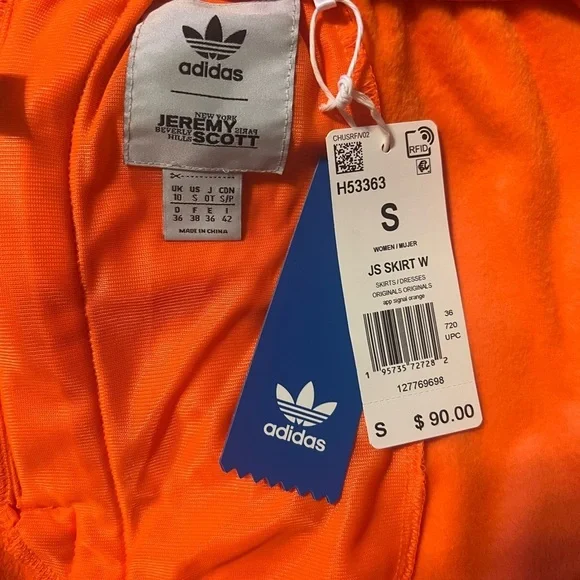 adidas
NEW YORK
JEREMY
BEVERLY PARIS
HILLS SCOTT
UK US J CDN
10 S OT S/P
D F E I
36 38 36 42
MADE IN CHINA
adidas
CHUSRF/V02
RFID
H53363
S
WOMEN / MUJER
JS SKIRT W
SKIRTS / DRESSES
ORIGINALS ORIGINALS
app signal orange
36
720
UPC
1 95735 72728 2
127769698
S $ 90.00